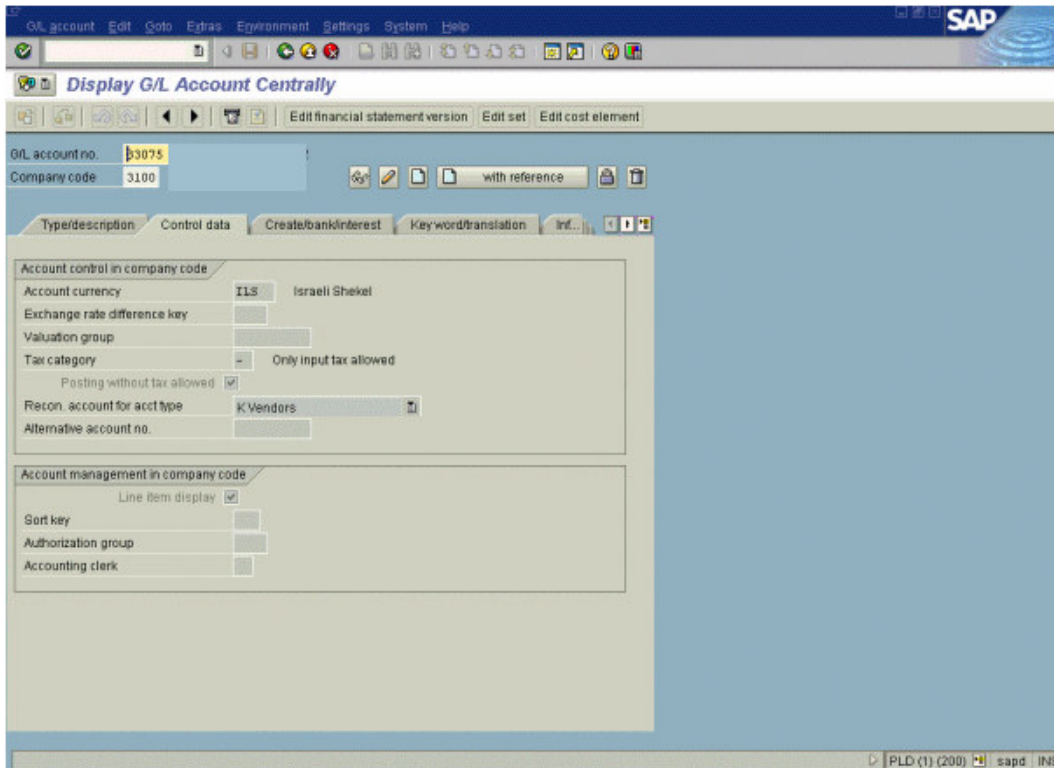 G/L account Edit Goto Extras Environment Settings System Help
SAP
Display G/L Account Centrally
Edit financial statement version Edit set Edit cost element
G/L account no. 33075
Company code 3100 with reference
Type/description Control data Create/bank/interest Key word/translation Inf...
Account control in company code
Account currency ILS Israeli Shekel
Exchange rate difference key
Valuation group
Tax category - Only input tax allowed
Posting without tax allowed
Recon. account for acct type K Vendors
Alternative account no.
Account management in company code
Line item display
Sort key
Authorization group
Accounting clerk
PLD (1) (200) sapd INS